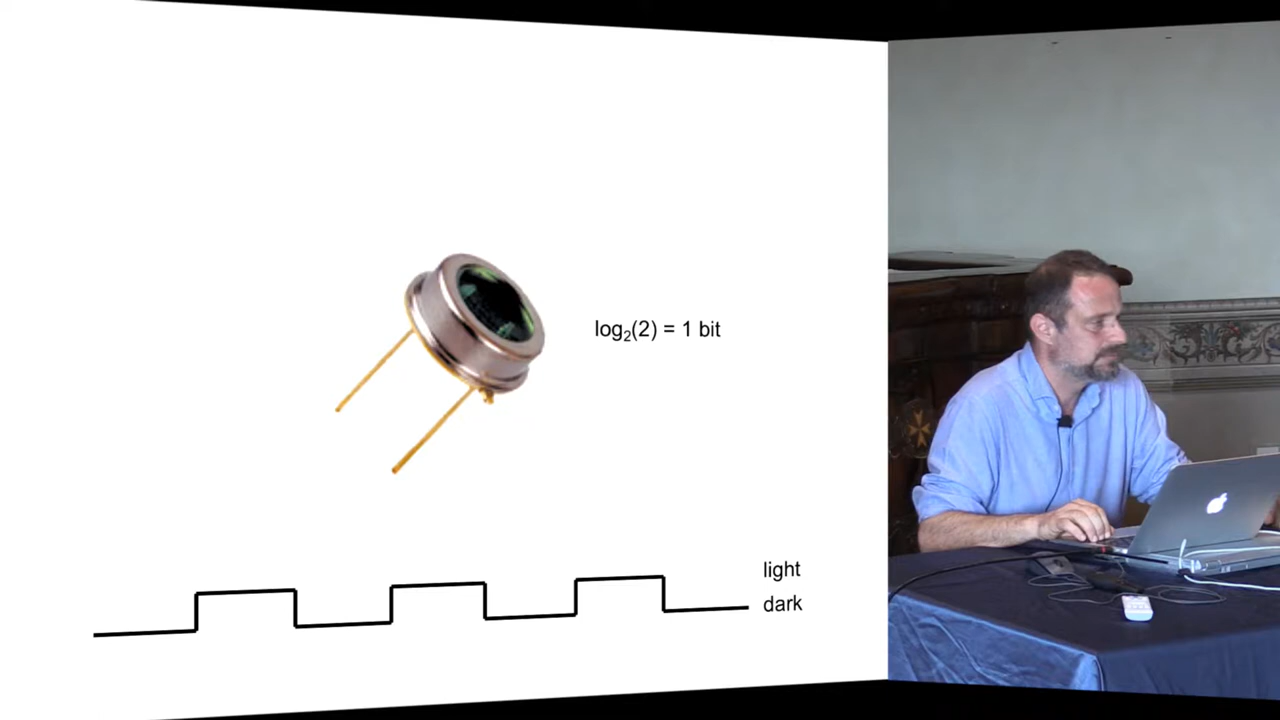 log₂(2) = 1 bit
light
dark